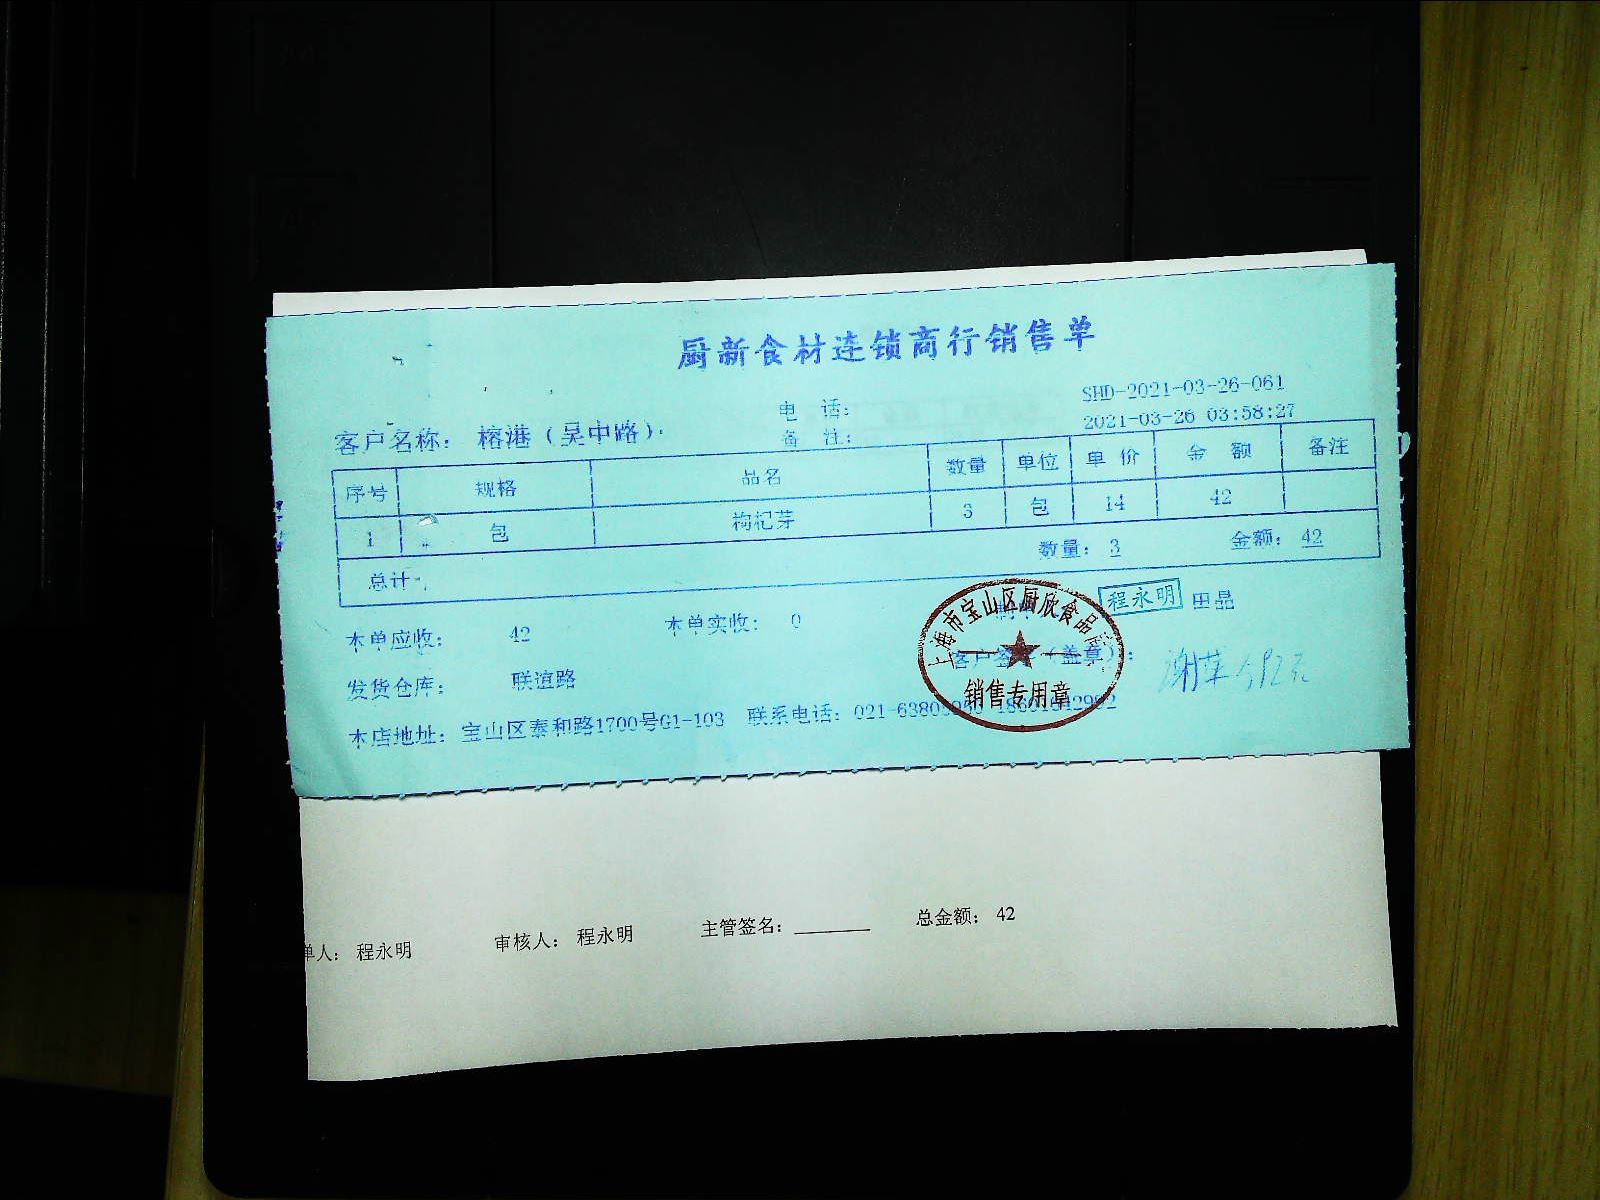 厨新食材连锁商行销售单
SHD-2021-03-26-061
客户名称： 榕港（吴中路）
电 话：
备 注：
2021-03-26 03:58:27
序号 规格 品名 数量 单位 单 价 金 额 备注
1 包 枸杞芽 3 包 14 42
总计： 数量：3 金额：42
本单应收： 42 本单实收： 0 程永明 田晶
发货仓库： 联谊路 客户签 （盖章）：
本店地址： 宝山区泰和路1700号G1-103 联系电话： 021-63803
上海市宝山区厨欣食品
销售专用章
单人： 程永明 审核人： 程永明 主管签名：_______ 总金额： 42